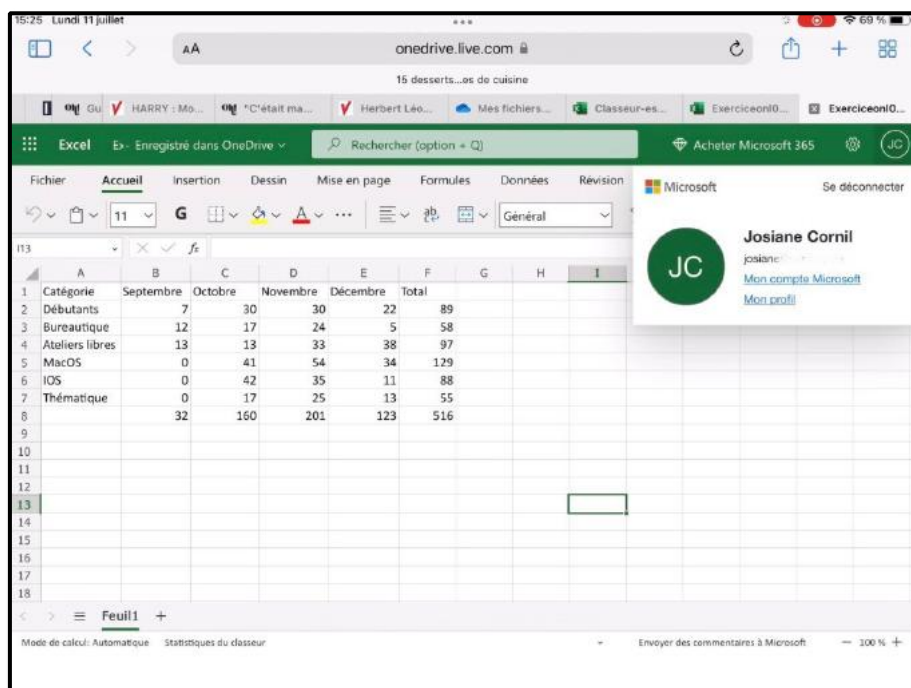 15:25 Lundi 11 juillet 69 %
AA onedrive.live.com
15 desserts...es de cuisine
Gu HARRY : Mo... "C'était ma... Herbert Léo... Mes fichiers... Classeur-es... Exerciceonl0... Exerciceonl0...
Excel Ex- Enregistré dans OneDrive Rechercher (option + Q) Acheter Microsoft 365 JC
Fichier Accueil Insertion Dessin Mise en page Formules Données Révision
11 G A ... ab Général
Microsoft Se déconnecter
JC
Josiane Cornil
josiane
Mon compte Microsoft
Mon profil
I13 fx
A B C D E F G H I
1 Catégorie Septembre Octobre Novembre Décembre Total
2 Débutants 7 30 30 22 89
3 Bureautique 12 17 24 5 58
4 Ateliers libres 13 13 33 38 97
5 MacOS 0 41 54 34 129
6 IOS 0 42 35 11 88
7 Thématique 0 17 25 13 55
8 32 160 201 123 516
9
10
11
12
13
14
15
16
17
18
Feuil1 +
Mode de calcul: Automatique Statistiques du classeur Envoyer des commentaires à Microsoft — 100 % +